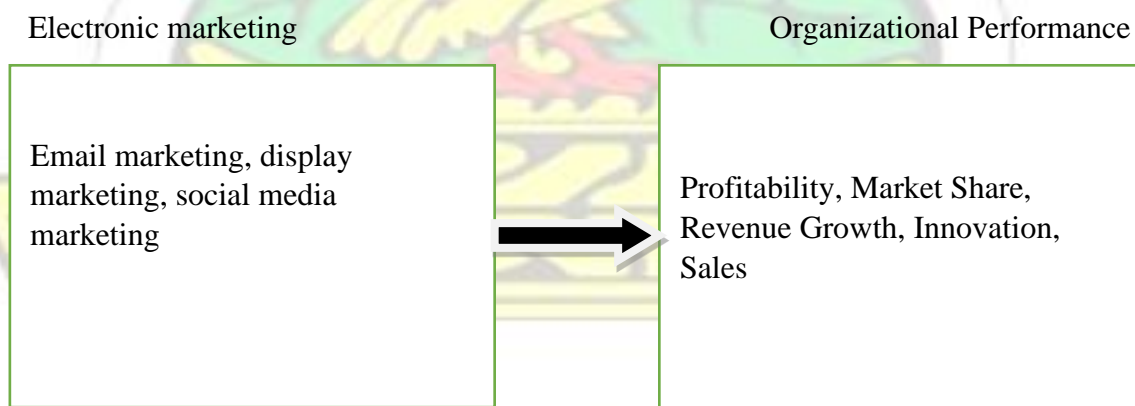 Electronic marketing
Organizational Performance
Email marketing, display
marketing, social media
marketing
Profitability, Market Share,
Revenue Growth, Innovation,
Sales